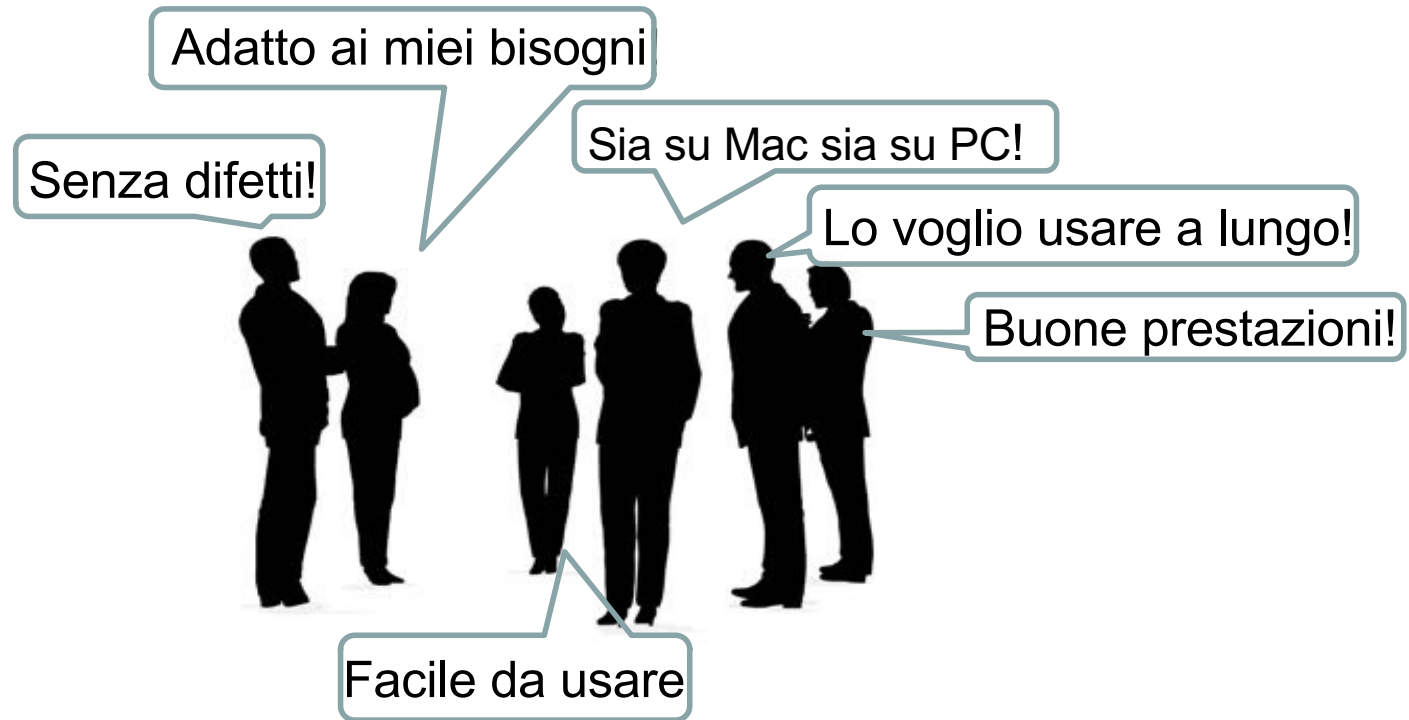 Adatto ai miei bisogni!
Sia su Mac sia su PC!
Senza difetti!
Lo voglio usare a lungo!
Buone prestazioni!
Facile da usare